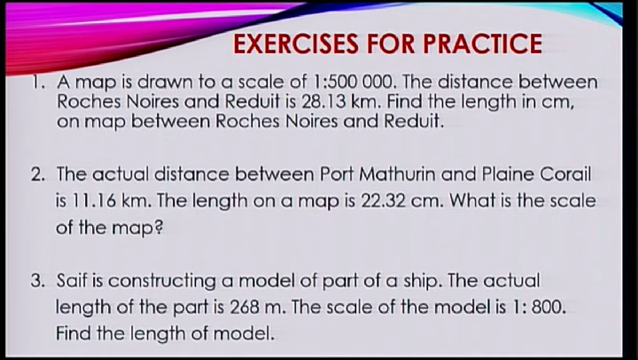 EXERCISES FOR PRACTICE
1. A map is drawn to a scale of 1:500 000. The distance between
Roches Noires and Reduit is 28.13 km. Find the length in cm,
on map between Roches Noires and Reduit.
2. The actual distance between Port Mathurin and Plaine Corail
is 11.16 km. The length on a map is 22.32 cm. What is the scale
of the map?
3. Saif is constructing a model of part of a ship. The actual
length of the part is 268 m. The scale of the model is 1: 800.
Find the length of model.